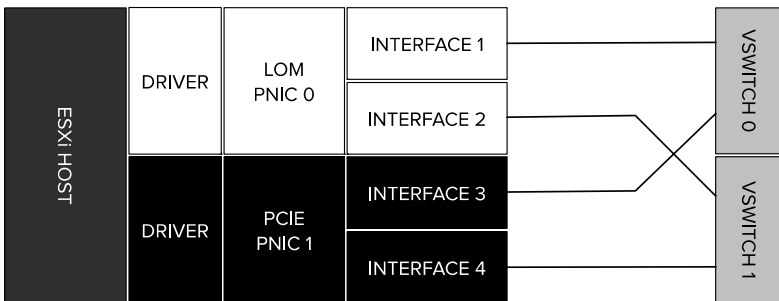 ESXi HOST
DRIVER
LOM
PNIC 0
INTERFACE 1
INTERFACE 2
VSWITCH 0
DRIVER
PCIE
PNIC 1
INTERFACE 3
INTERFACE 4
VSWITCH 1